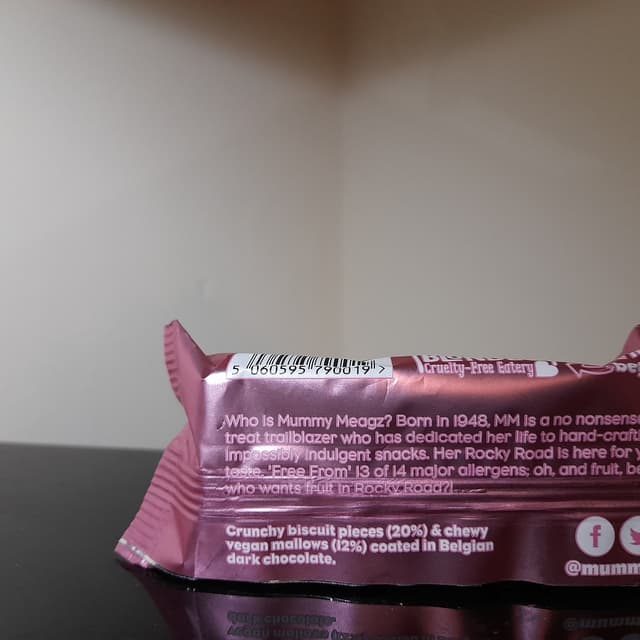 5 060595 790019 >
Cruelty-Free Eatery
Who is Mummy Meagz? Born in 1948, MM is a no nonsens
treat trailblazer who has dedicated her life to hand-craft
impossibly indulgent snacks. Her Rocky Road is here for y
taste. 'Free From' 13 of 14 major allergens; oh, and fruit, b
who wants fruit in Rocky Road?!
Crunchy biscuit pieces (20%) & chewy
vegan mallows (12%) coated in Belgian
dark chocolate.
f
@mumm